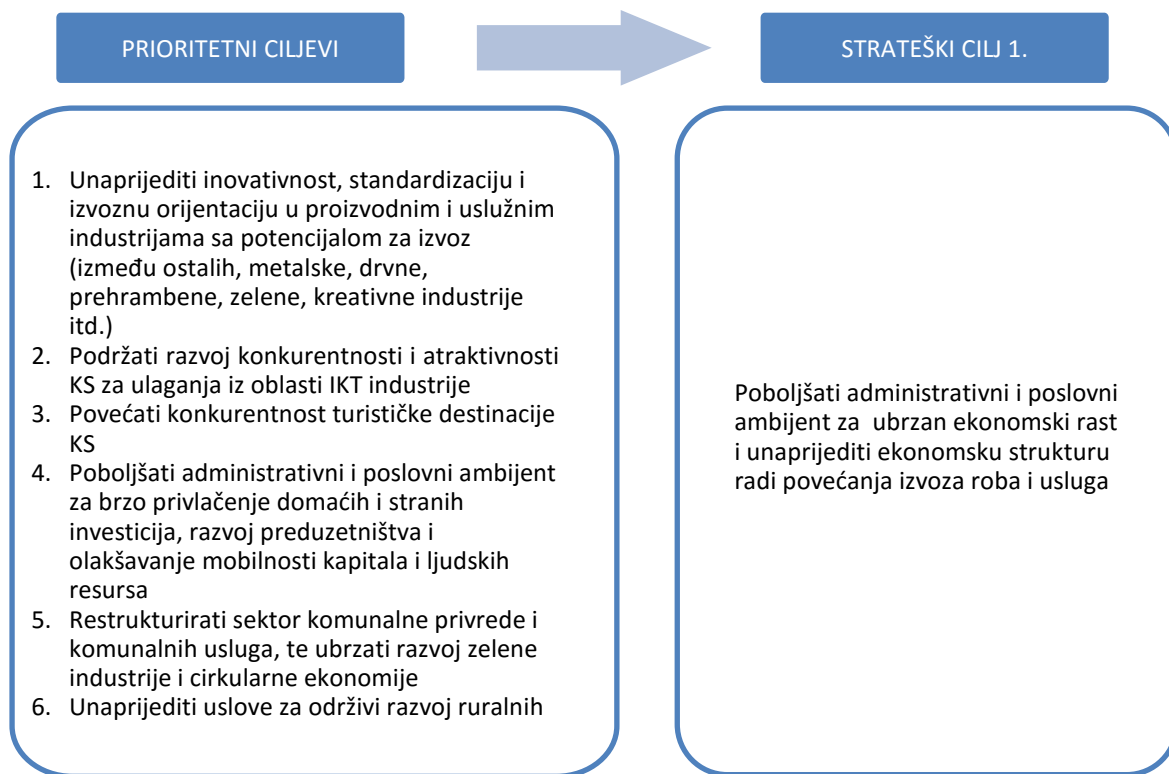 PRIORITETNI CILJEVI
STRATEŠKI CILJ 1.
1. Unaprijediti inovativnost, standardizaciju i
izvoznu orijentaciju u proizvodnim i uslužnim
industrijama sa potencijalom za izvoz
(između ostalih, metalske, drvne,
prehrambene, zelene, kreativne industrije
itd.)
2. Podržati razvoj konkurentnosti i atraktivnosti
KS za ulaganja iz oblasti IKT industrije
3. Povećati konkurentnost turističke destinacije
KS
4. Poboljšati administrativni i poslovni ambijent
za brzo privlačenje domaćih i stranih
investicija, razvoj preduzetništva i
olakšavanje mobilnosti kapitala i ljudskih
resursa
5. Restrukturirati sektor komunalne privrede i
komunalnih usluga, te ubrzati razvoj zelene
industrije i cirkularne ekonomije
6. Unaprijediti uslove za održivi razvoj ruralnih
Poboljšati administrativni i poslovni
ambijent za ubrzan ekonomski rast
i unaprijediti ekonomsku strukturu
radi povećanja izvoza roba i usluga